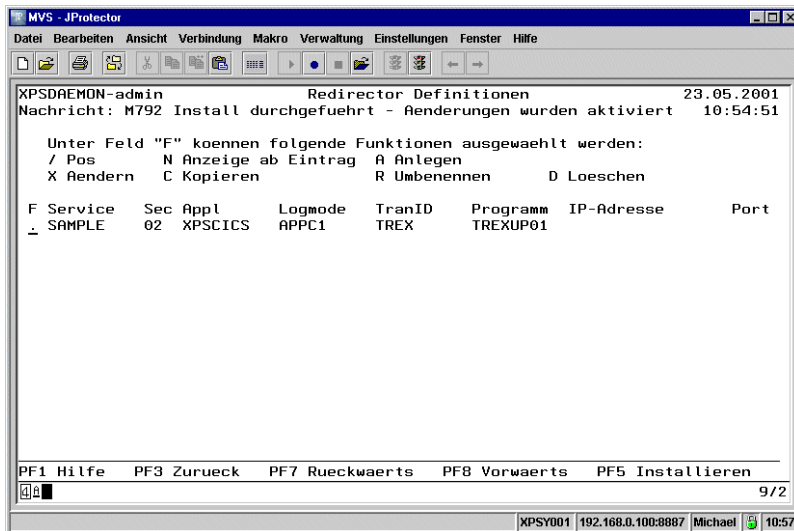 MVS - JProtector
Datei Bearbeiten Ansicht Verbindung Makro Verwaltung Einstellungen Fenster Hilfe
XPSDAEMON-admin Redirector Definitionen 23.05.2001
Nachricht: M792 Install durchgefuehrt - Aenderungen wurden aktiviert 10:54:51
Unter Feld "F" koennen folgende Funktionen ausgewaehlt werden:
/ Pos N Anzeige ab Eintrag A Anlegen
X Aendern C Kopieren R Umbenennen D Loeschen
F Service Sec Appl Logmode TranID Programm IP-Adresse Port
. SAMPLE 02 XPSCICS APPC1 TREX TREXUP01
PF1 Hilfe PF3 Zurueck PF7 Rueckwaerts PF8 Vorwaerts PF5 Installieren
4A 9/2
XPSY001 192.168.0.100:8887 Michael 10:57